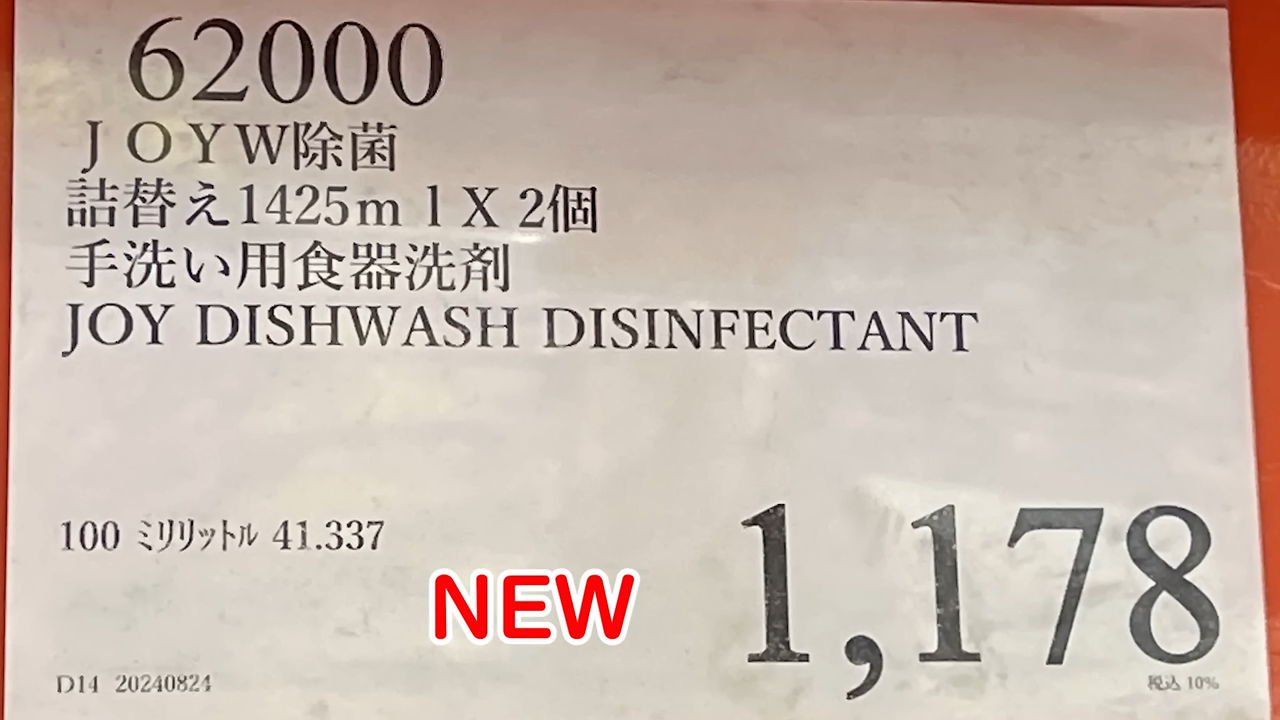 62000
ＪＯＹＷ除菌
詰替え1425ｍｌＸ 2個
手洗い用食器洗剤
JOY DISHWASH DISINFECTANT
100 ﾐﾘﾘｯﾄﾙ 41.337
NEW
1,178
D14 20240824
税込 10%